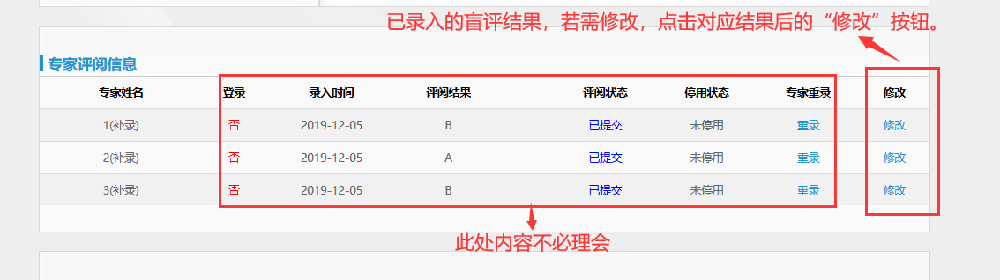 已录入的盲评结果，若需修改，点击对应结果后的“修改”按钮。
专家评阅信息
专家姓名 登录 录入时间 评阅结果 评阅状态 停用状态 专家重录 修改
1(补录) 否 2019-12-05 B 已提交 未停用 重录 修改
2(补录) 否 2019-12-05 A 已提交 未停用 重录 修改
3(补录) 否 2019-12-05 B 已提交 未停用 重录 修改
此处内容不必理会